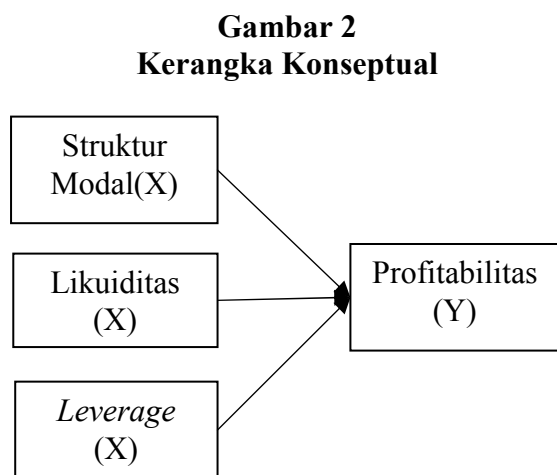 Gambar 2
Kerangka Konseptual
Struktur
Modal(X)
Likuiditas
(X)
Leverage
(X)
Profitabilitas
(Y)